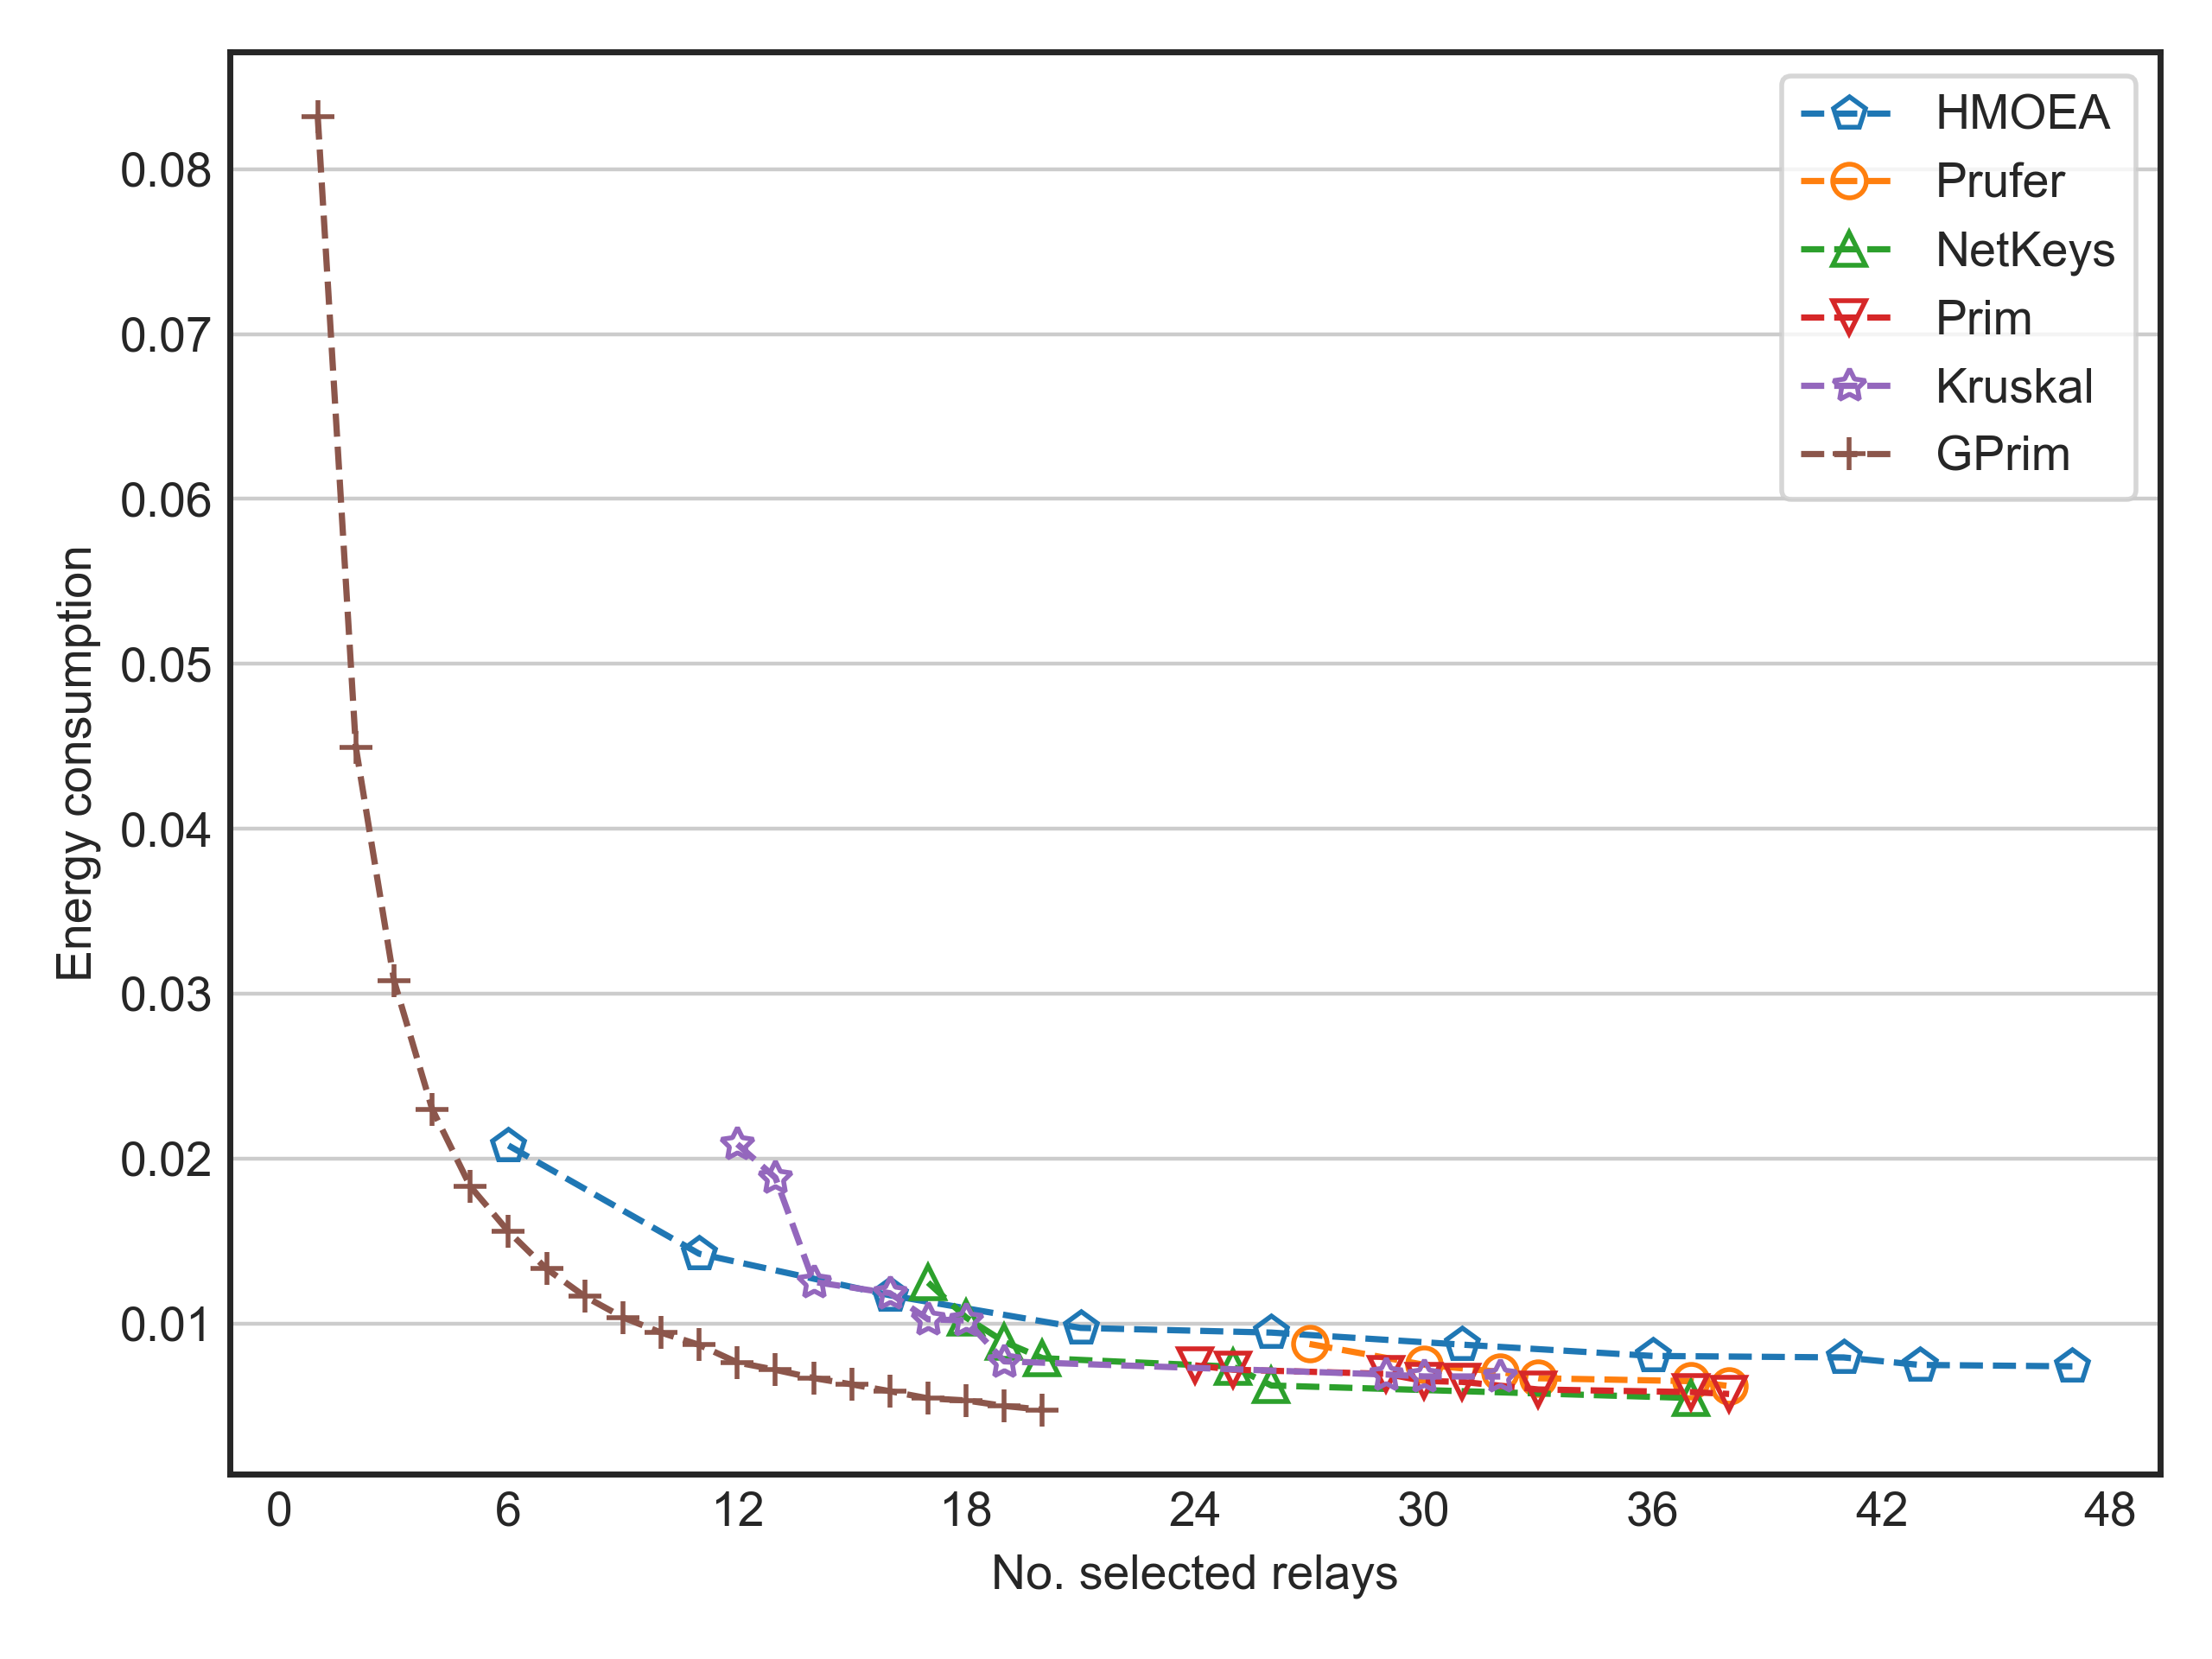 HMOEA
Prufer
NetKeys
Prim
Kruskal
GPrim
Energy consumption
0.08
0.07
0.06
0.05
0.04
0.03
0.02
0.01
0 6 12 18 24 30 36 42 48
No. selected relays